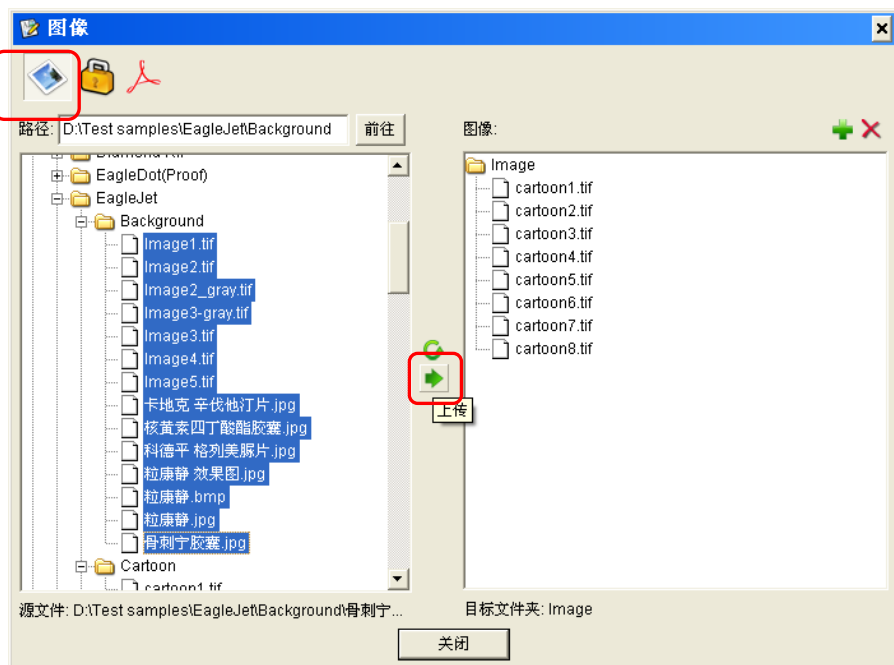 图像
路径: D:\Test samples\EagleJet\Background 前往 图像:
EagleDot(Proof)
EagleJet
Background
Image1.tif
Image2.tif
Image2_gray.tif
Image3-gray.tif
Image3.tif
Image4.tif
Image5.tif
卡地克 辛伐他汀片.jpg
核黄素四丁酸酯胶囊.jpg
科德平 格列美脲片.jpg
粒康静 效果图.jpg
粒康静.bmp
粒康静.jpg
骨刺宁胶囊.jpg
Cartoon
cartoon1.tif
Image
cartoon1.tif
cartoon2.tif
cartoon3.tif
cartoon4.tif
cartoon5.tif
cartoon6.tif
cartoon7.tif
cartoon8.tif
上传
源文件: D:\Test samples\EagleJet\Background\骨刺宁...
目标文件夹: Image
关闭